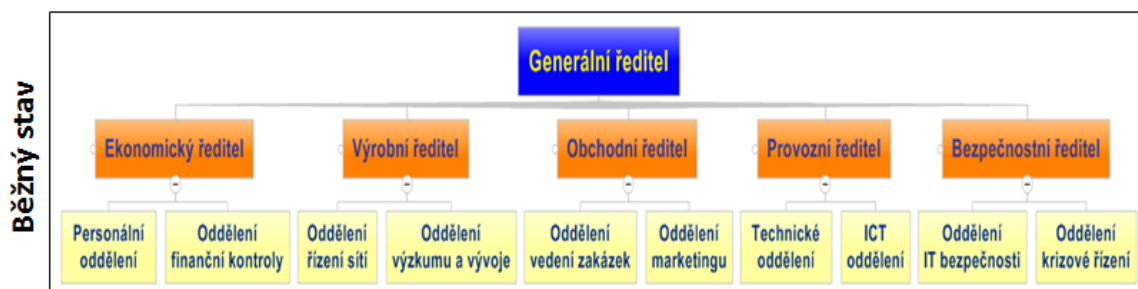 Běžný stav
Generální ředitel
Ekonomický ředitel
Výrobní ředitel
Obchodní ředitel
Provozní ředitel
Bezpečnostní ředitel
Personální
oddělení
Oddělení
finanční kontroly
Oddělení
řízení sítí
Oddělení
výzkumu a vývoje
Oddělení
vedení zakázek
Oddělení
marketingu
Technické
oddělení
ICT
oddělení
Oddělení
IT bezpečnosti
Oddělení
krizové řízení